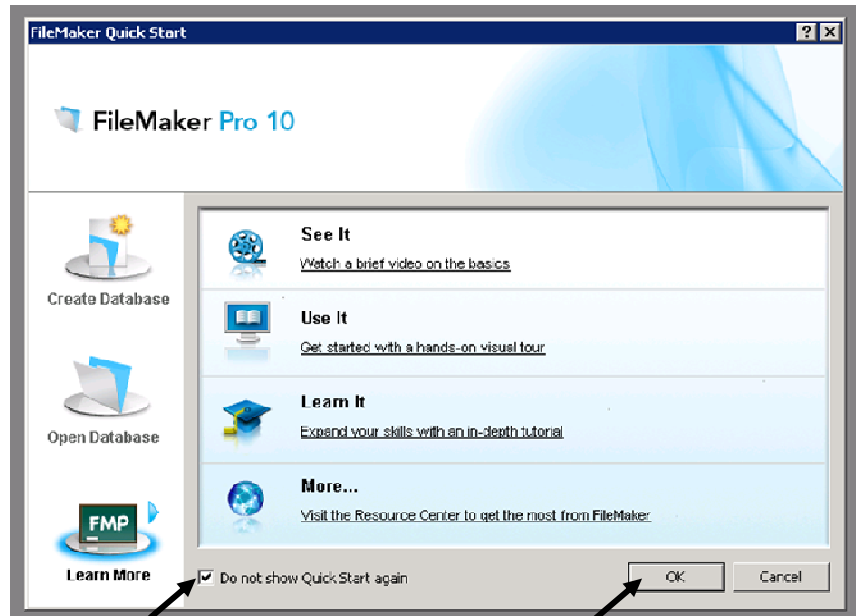 FileMaker Quick Start
FileMaker Pro 10
Create Database
Open Database
FMP
Learn More
See It
Watch a brief video on the basics
Use It
Get started with a hands-on visual tour
Learn It
Expand your skills with an in-depth tutorial
More...
Visit the Resource Center to get the most from FileMaker
Do not show Quick Start again
OK
Cancel